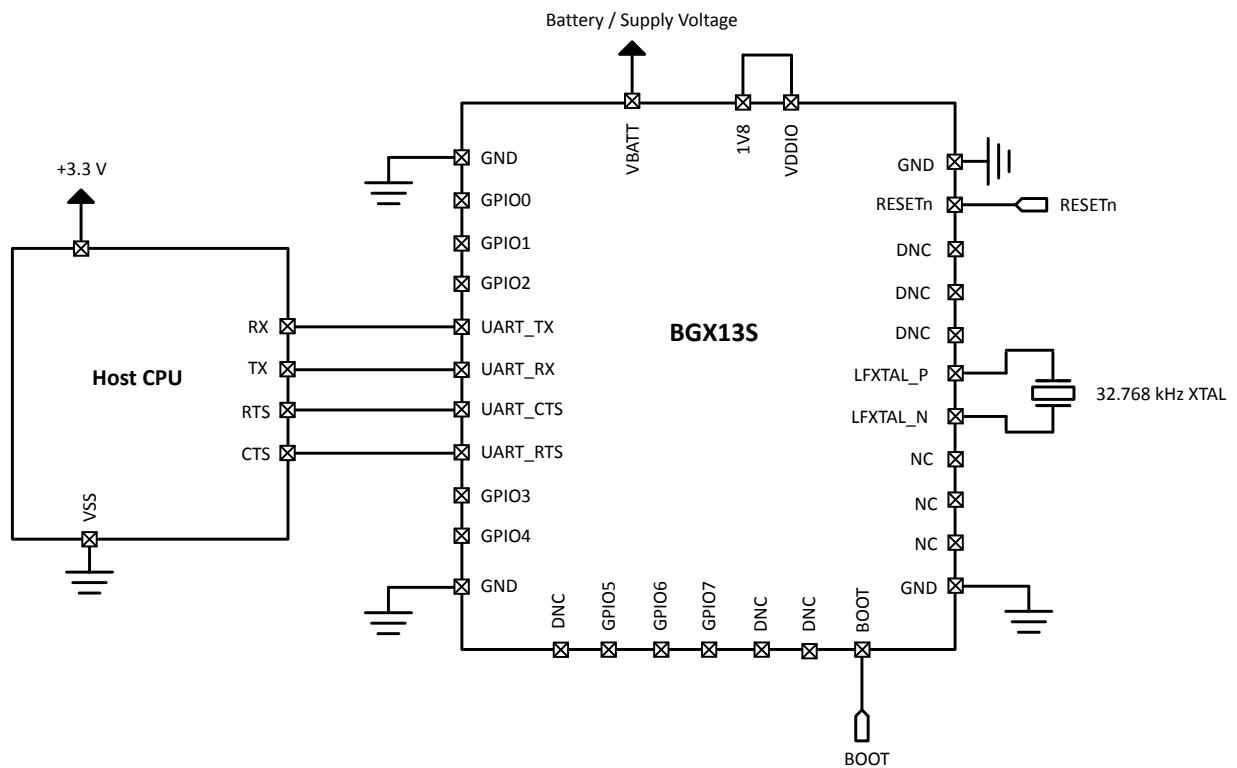 Battery / Supply Voltage
+3.3 V
Host CPU
RX
TX
RTS
CTS
VSS
BGX13S
VBATT
1V8
VDDIO
GND
GPIO0
GPIO1
GPIO2
UART_TX
UART_RX
UART_CTS
UART_RTS
GPIO3
GPIO4
GND
DNC
GPIO5
GPIO6
GPIO7
DNC
DNC
BOOT
BOOT
GND
RESETn
RESETn
DNC
DNC
DNC
LFXTAL_P
LFXTAL_N
32.768 kHz XTAL
NC
NC
NC
GND